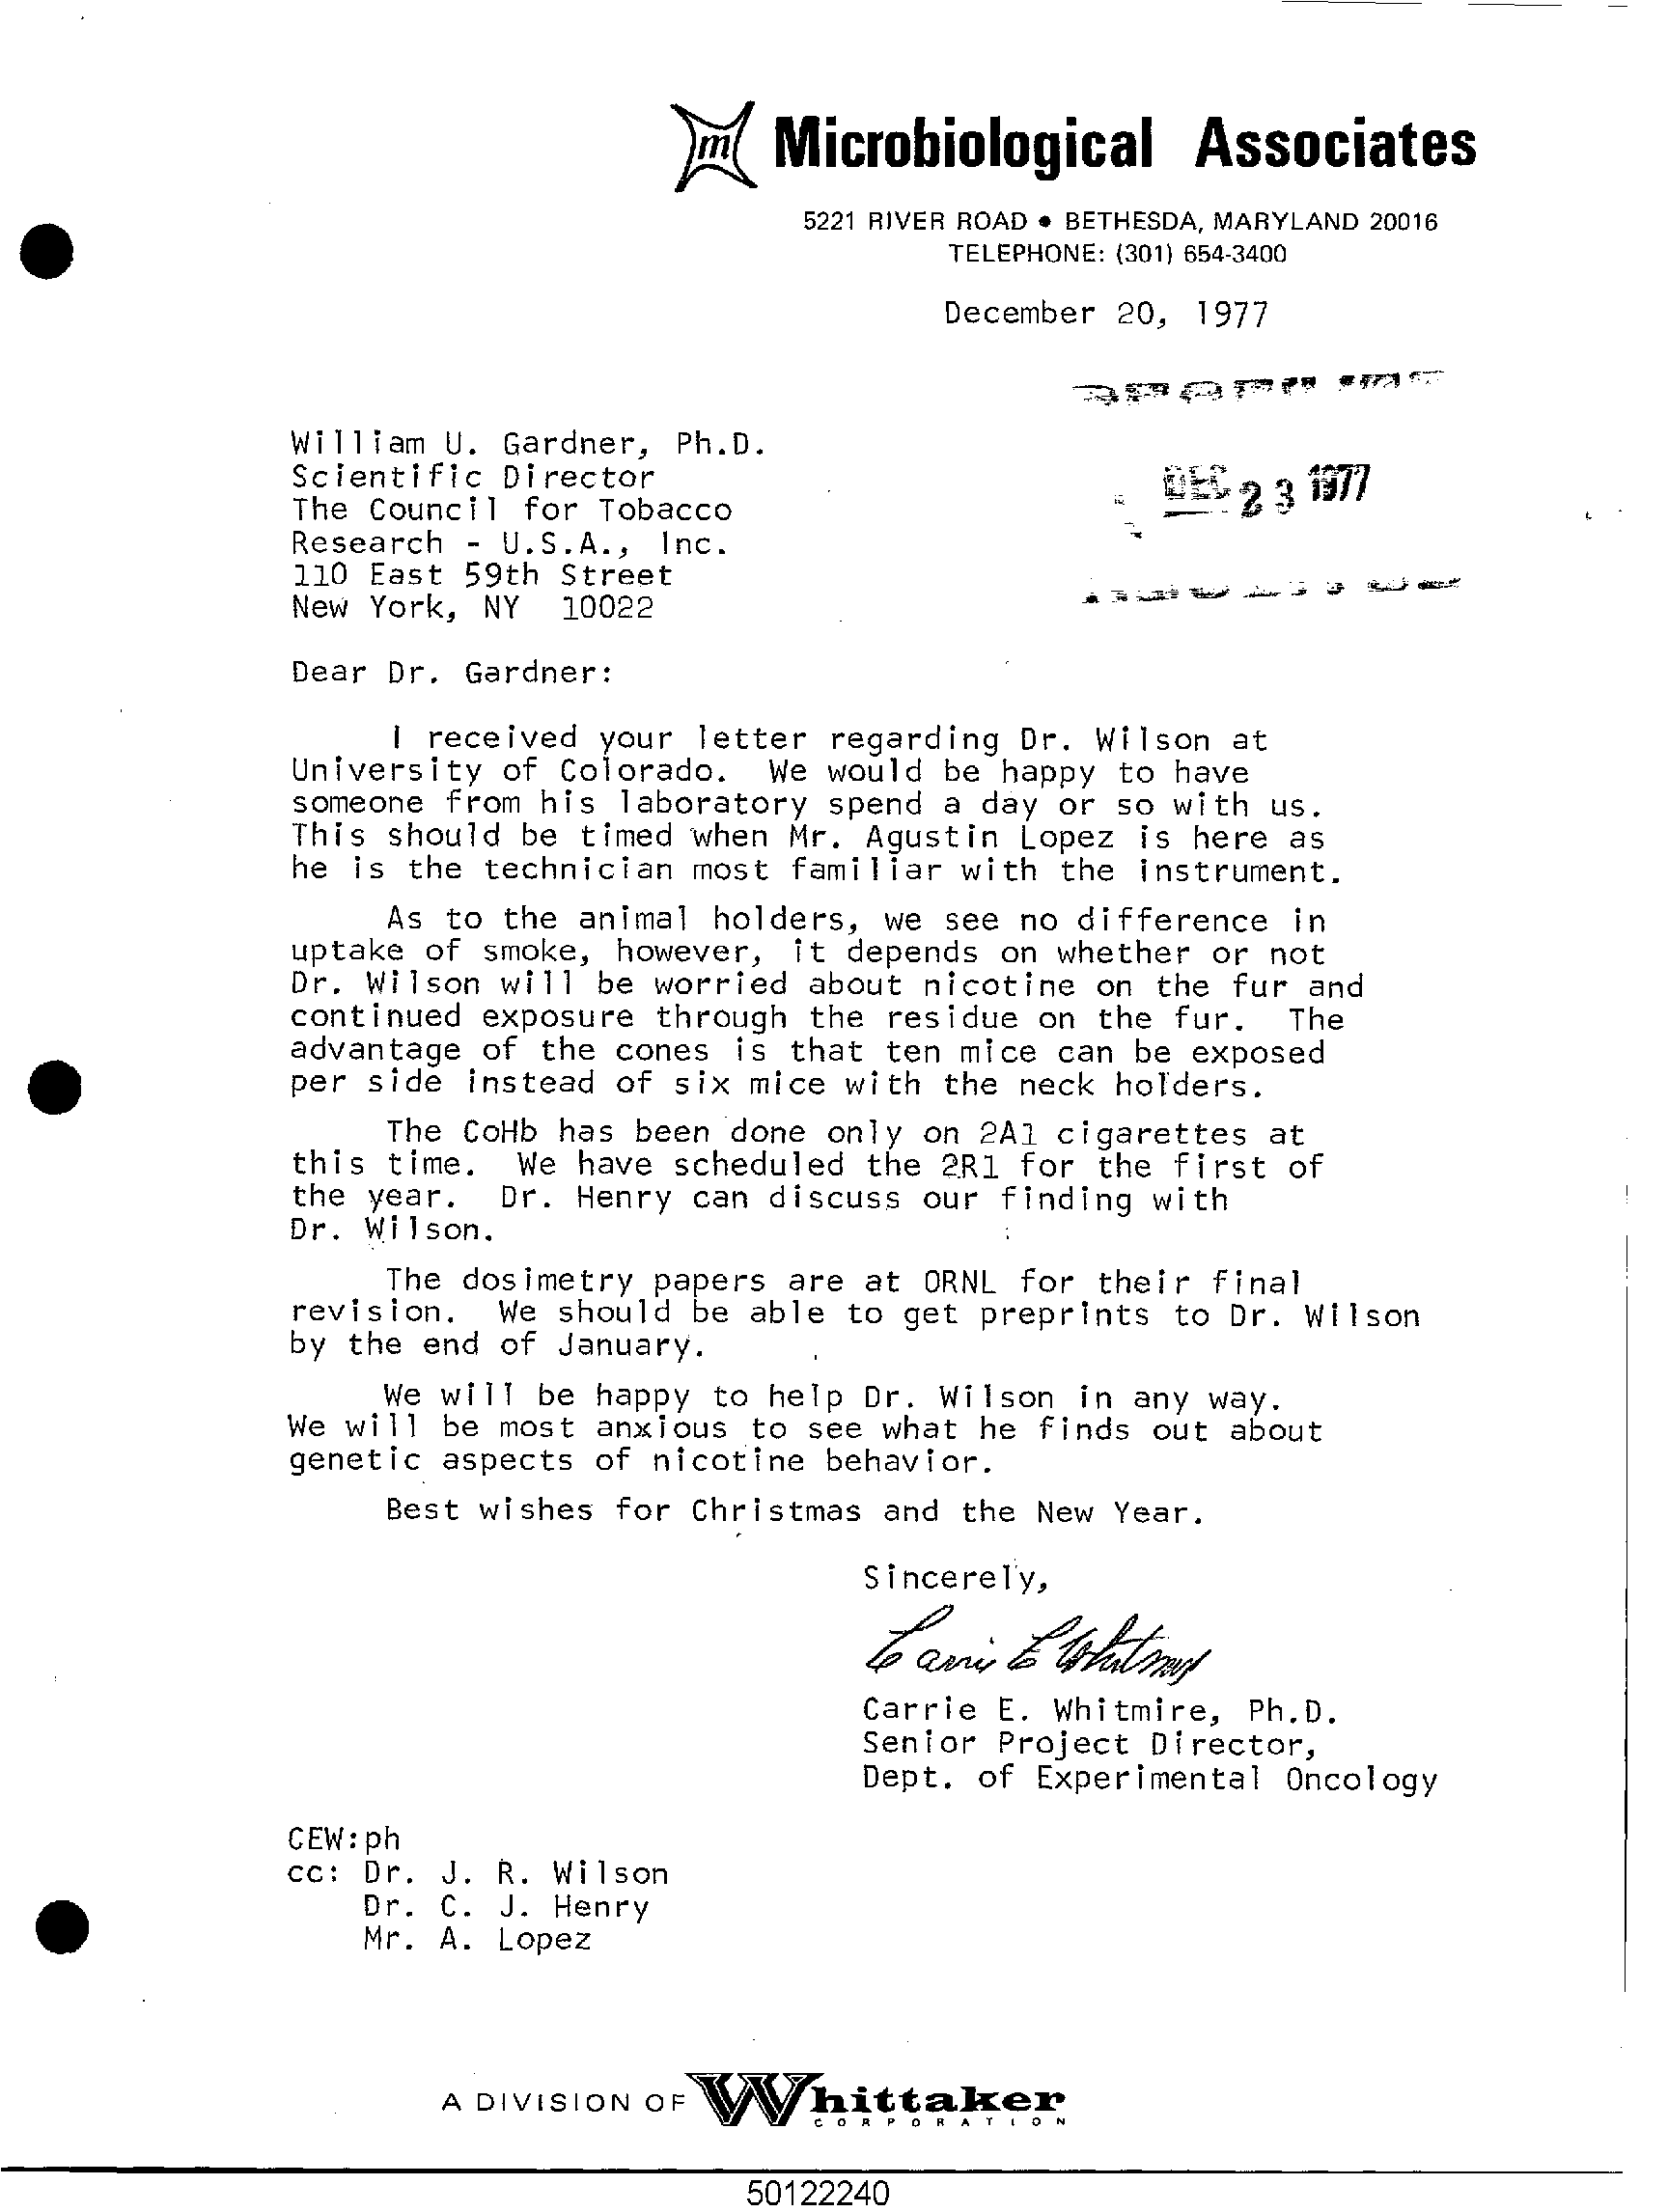 m Microbiological Associates
5221 RIVER ROAD • BETHESDA, MARYLAND 20016
TELEPHONE: (301) 654-3400
December 20, 1977
William U. Gardner, Ph.D.
Scientific Director
The Council for Tobacco
Research - U.S.A., Inc.
110 East 59th Street
New York, NY  10022
DEC 23 1977
Dear Dr. Gardner:
I received your letter regarding Dr. Wilson at
University of Colorado.  We would be happy to have
someone from his laboratory spend a day or so with us.
This should be timed when Mr. Agustin Lopez is here as
he is the technician most familiar with the instrument.
As to the animal holders, we see no difference in
uptake of smoke, however, it depends on whether or not
Dr. Wilson will be worried about nicotine on the fur and
continued exposure through the residue on the fur.  The
advantage of the cones is that ten mice can be exposed
per side instead of six mice with the neck holders.
The CoHb has been done only on 2A1 cigarettes at
this time.  We have scheduled the 2R1 for the first of
the year.  Dr. Henry can discuss our finding with
Dr. Wilson.
The dosimetry papers are at ORNL for their final
revision.  We should be able to get preprints to Dr. Wilson
by the end of January.
We will be happy to help Dr. Wilson in any way.
We will be most anxious to see what he finds out about
genetic aspects of nicotine behavior.
Best wishes for Christmas and the New Year.
Sincerely,
Carrie E Whitmire
Carrie E. Whitmire, Ph.D.
Senior Project Director,
Dept. of Experimental Oncology
CEW:ph
cc: Dr. J. R. Wilson
Dr. C. J. Henry
Mr. A. Lopez
A DIVISION OF Whittaker
CORPORATION
50122240